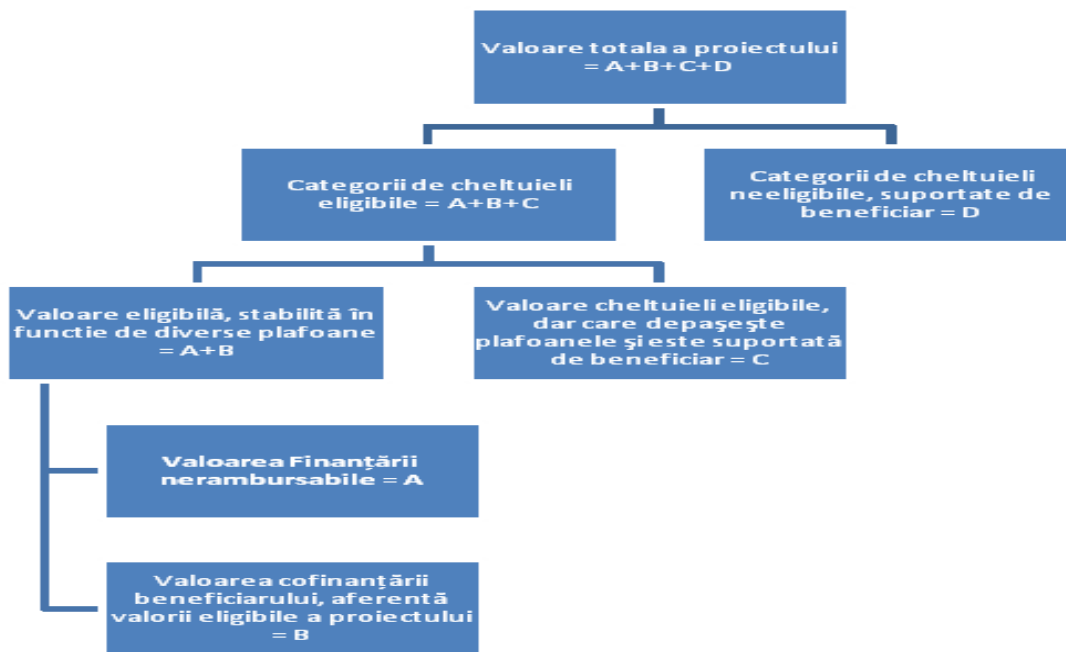 Valoare totala a proiectului
= A+B+C+D
Categorii de cheltuieli
eligibile = A+B+C
Categorii de cheltuieli
neeligibile, suportate de
beneficiar = D
Valoare eligibilă, stabilită în
functie de diverse plafoane
= A+B
Valoare cheltuieli eligibile,
dar care depaşeşte
plafoanele şi este suportată
de beneficiar = C
Valoarea Finanţării
nerambursabile = A
Valoarea cofinanţării
beneficiarului, aferentă
valorii eligibile a proiectului
= B